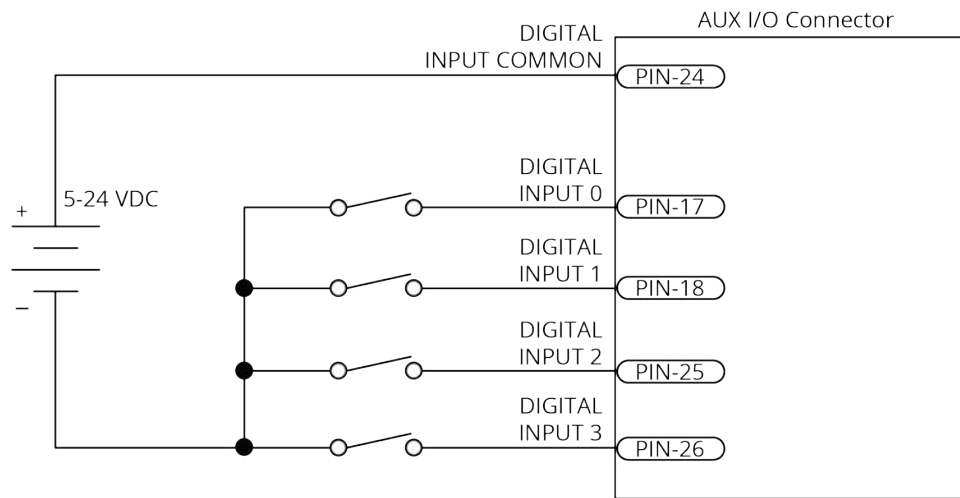 AUX I/O Connector
DIGITAL
INPUT COMMON
PIN-24
5-24 VDC
+
–
DIGITAL
INPUT 0
PIN-17
DIGITAL
INPUT 1
PIN-18
DIGITAL
INPUT 2
PIN-25
DIGITAL
INPUT 3
PIN-26